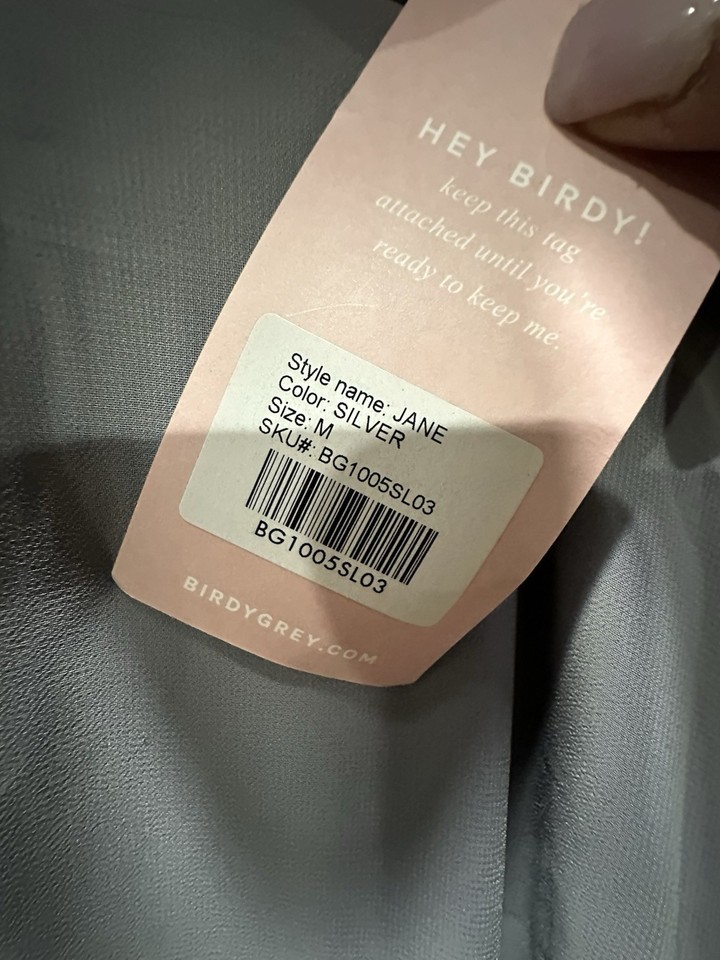 HEY BIRDY!
keep this tag
attached until you're
ready to keep me.
Style name: JANE
Color: SILVER
Size: M
SKU#: BG1005SL03
BG1005SL03
BIRDYGREY.COM